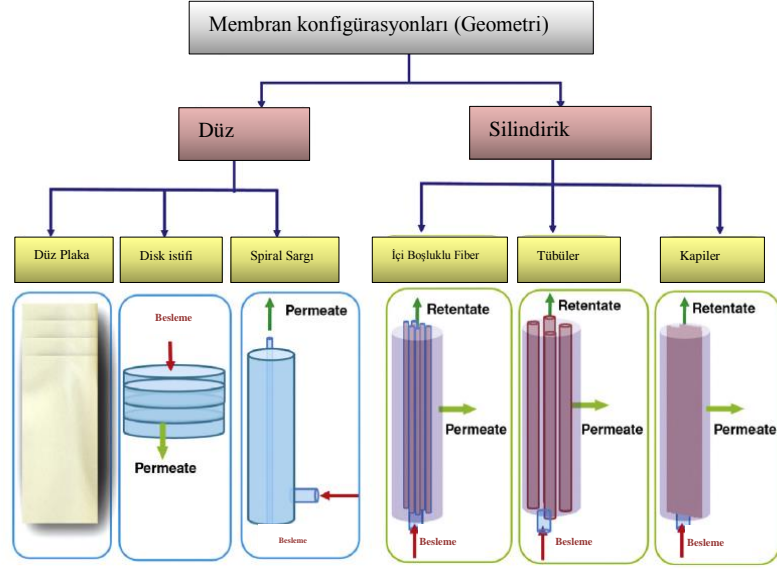 Membran konfigürasyonları (Geometri)
Düz
Silindirik
Düz Plaka
Disk istifi
Spiral Sargı
İçi Boşluklu Fiber
Tübüler
Kapiler
Besleme
Permeate
Permeate
Besleme
Retentate
Permeate
Besleme
Retentate
Permeate
Besleme
Retentate
Permeate
Besleme